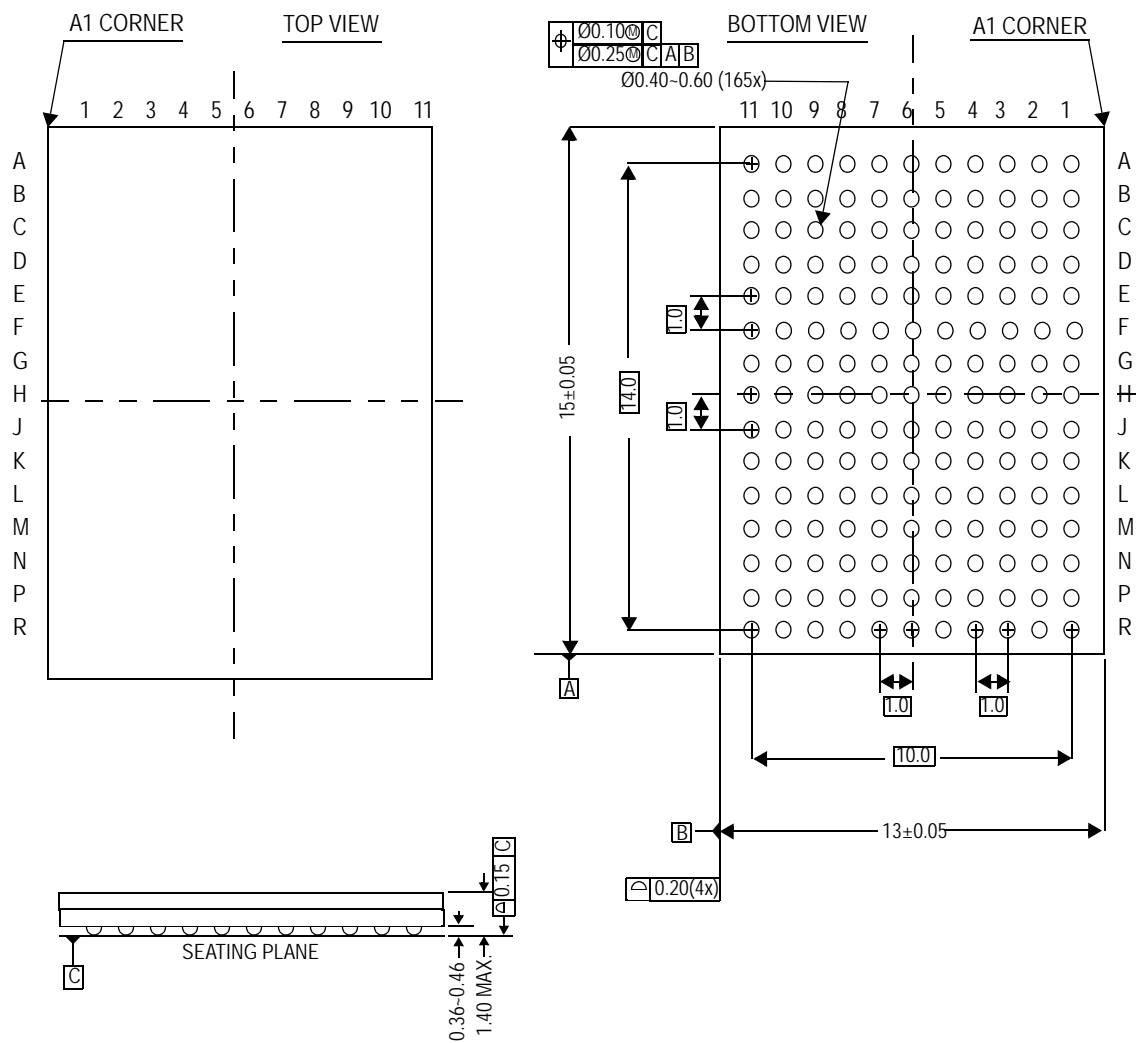 A1 CORNER
TOP VIEW
1 2 3 4 5 6 7 8 9 10 11
A
B
C
D
E
F
G
H
J
K
L
M
N
P
R
Ø0.10Ⓜ C
Ø0.25Ⓜ C A B
BOTTOM VIEW
A1 CORNER
Ø0.40~0.60 (165x)
11 10 9 8 7 6 5 4 3 2 1
A
B
C
D
E
F
G
H
J
K
L
M
N
P
R
1.0
15±0.05
14.0
1.0
A
1.0
1.0
10.0
B
13±0.05
0.20(4x)
0.15 C
SEATING PLANE
C
0.36~0.46
1.40 MAX.